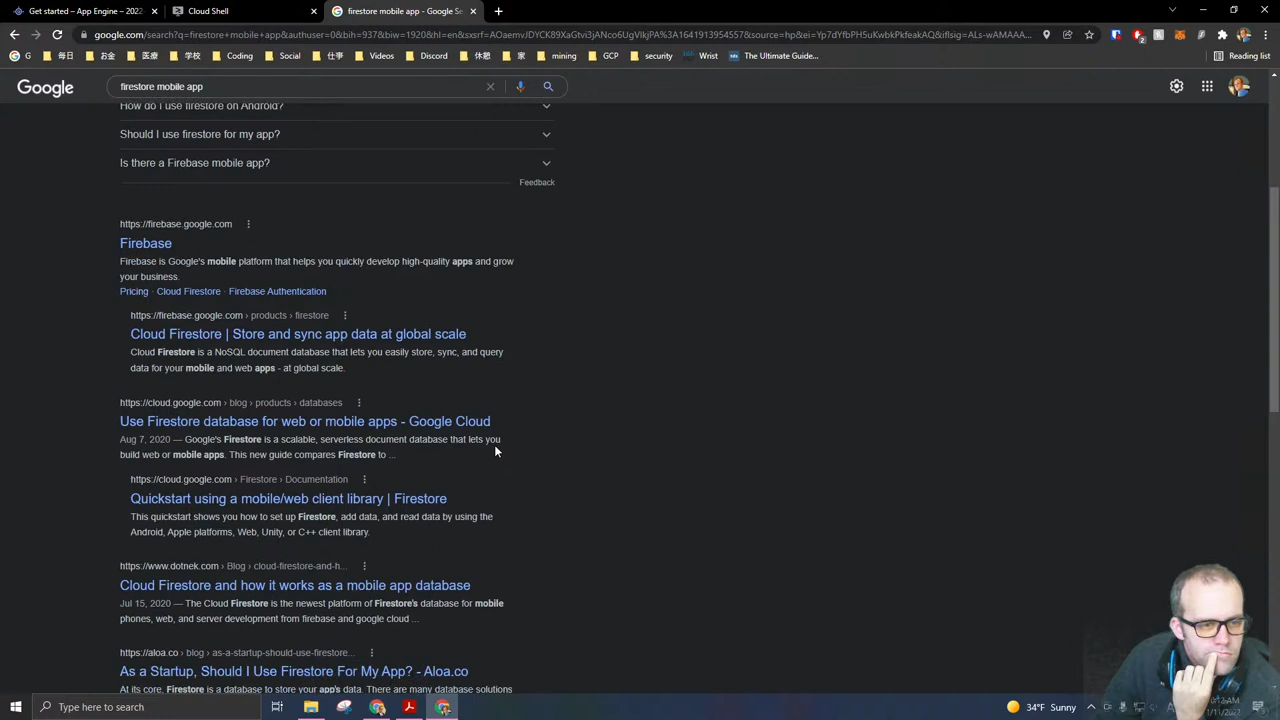 Get started – App Engine – 2022
Cloud Shell
firestore mobile app - Google Se
google.com/search?q=firestore+mobile+app&authuser=0&bih=937&biw=1920&hl=en&sxsrf=
G
毎日
お金
医療
学校
Coding
Social
仕事
Videos
Discord
休憩
家
mining
GCP
security
Wrist
The Ultimate Guide...
Reading list
Google
firestore mobile app
How do I use firestore on Android?
Should I use firestore for my app?
Is there a Firebase mobile app?
Feedback
https://firebase.google.com
Firebase
Firebase is Google's mobile platform that helps you quickly develop high-quality apps and grow
your business.
Pricing · Cloud Firestore · Firebase Authentication
https://firebase.google.com › products › firestore
Cloud Firestore | Store and sync app data at global scale
Cloud Firestore is a NoSQL document database that lets you easily store, sync, and query
data for your mobile and web apps - at global scale.
https://cloud.google.com › blog › products › databases
Use Firestore database for web or mobile apps - Google Cloud
Aug 7, 2020 — Google's Firestore is a scalable, serverless document database that lets you
build web or mobile apps. This new guide compares Firestore to ...
https://cloud.google.com › Firestore › Documentation
Quickstart using a mobile/web client library | Firestore
This quickstart shows you how to set up Firestore, add data, and read data by using the
Android, Apple platforms, Web, Unity, or C++ client library.
https://www.dotnek.com › Blog › cloud-firestore-and-h...
Cloud Firestore and how it works as a mobile app database
Jul 15, 2020 — The Cloud Firestore is the newest platform of Firestore's database for mobile
phones, web, and server development from firebase and google cloud ...
https://aloa.co › blog › as-a-startup-should-use-firestore...
As a Startup, Should I Use Firestore For My App? - Aloa.co
At its core, Firestore is a database to store your app's data. There are many database solutions
Type here to search
34°F Sunny